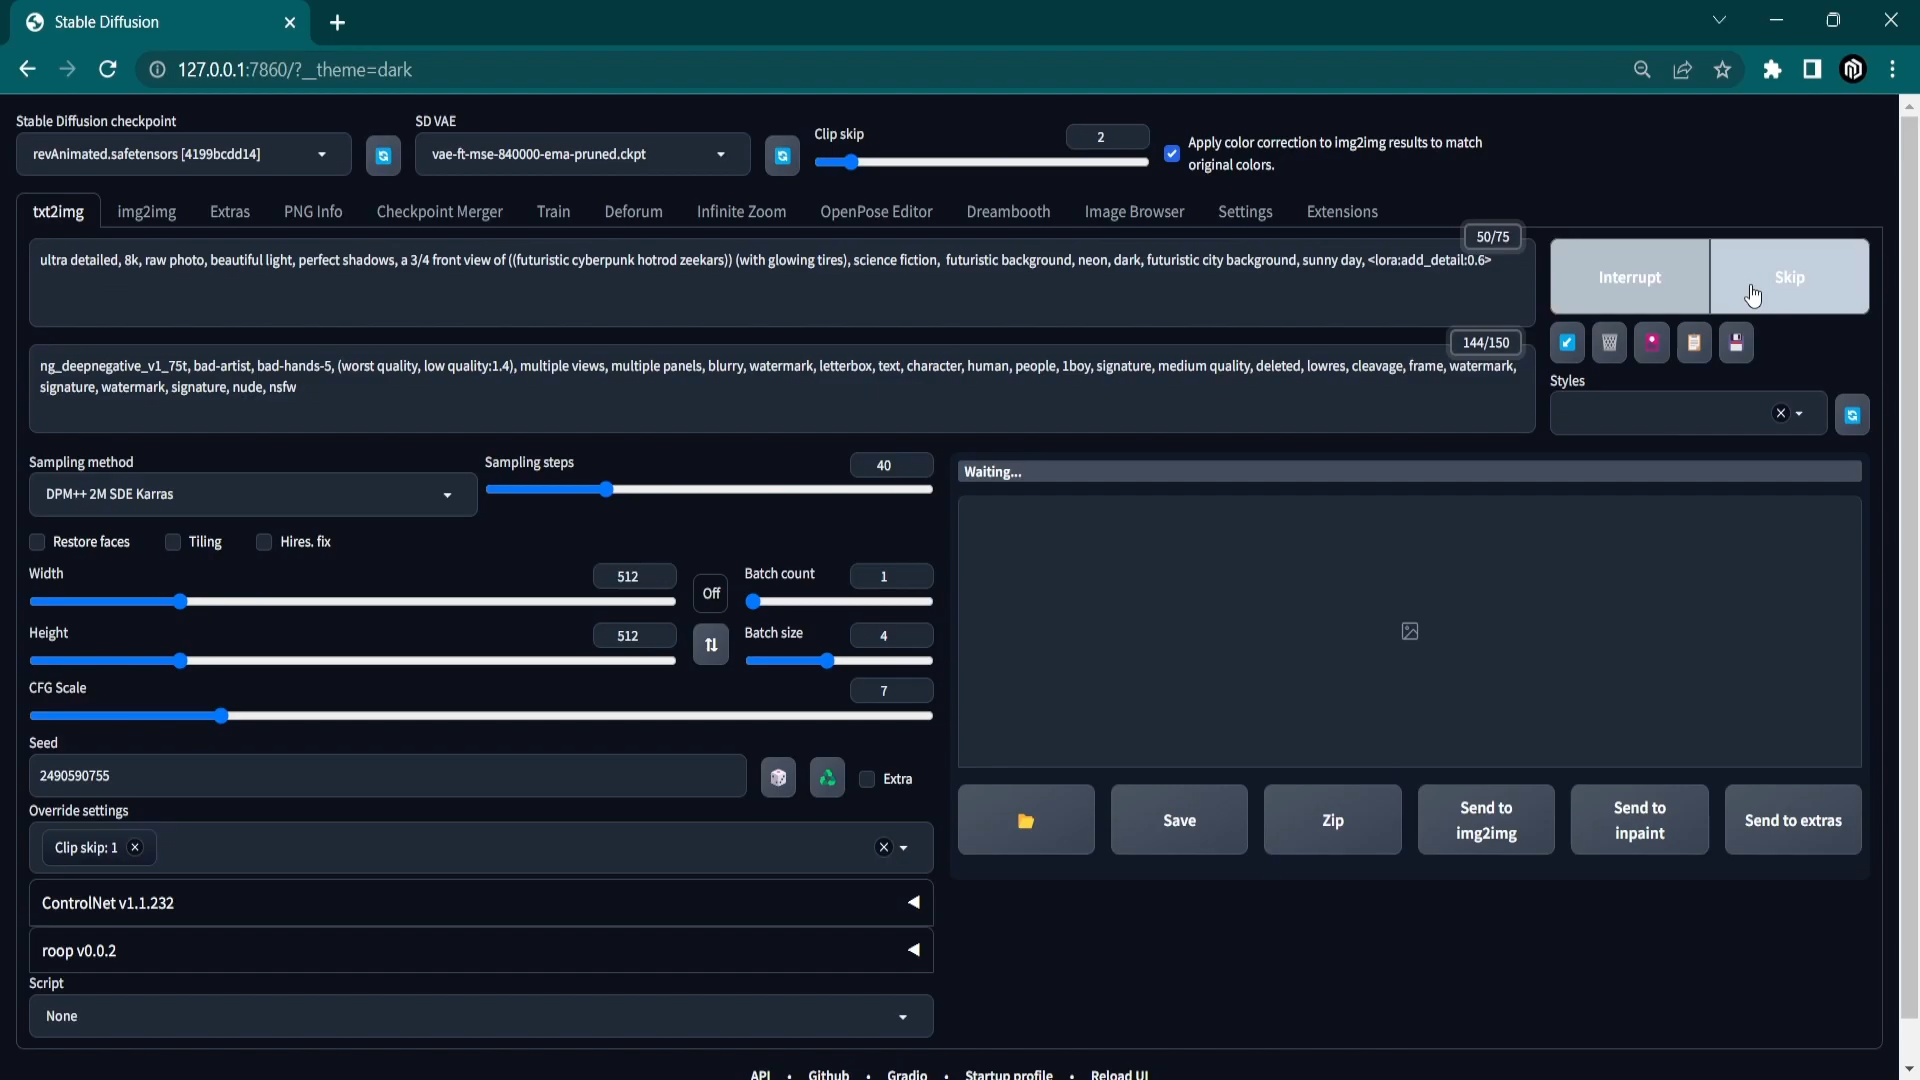 Stable Diffusion
127.0.0.1:7860/?__theme=dark
Stable Diffusion checkpoint
revAnimated.safetensors [4199bcdd14]
SD VAE
vae-ft-mse-840000-ema-pruned.ckpt
Clip skip
2
Apply color correction to img2img results to match
original colors.
txt2img
img2img
Extras
PNG Info
Checkpoint Merger
Train
Deforum
Infinite Zoom
OpenPose Editor
Dreambooth
Image Browser
Settings
Extensions
50/75
ultra detailed, 8k, raw photo, beautiful light, perfect shadows, a 3/4 front view of ((futuristic cyberpunk hotrod zeekars)) (with glowing tires), science fiction, futuristic background, neon, dark, futuristic city background, sunny day, <lora:add_detail:0.6>
Interrupt
Skip
144/150
ng_deepnegative_v1_75t, bad-artist, bad-hands-5, (worst quality, low quality:1.4), multiple views, multiple panels, blurry, watermark, letterbox, text, character, human, people, 1boy, signature, medium quality, deleted, lowres, cleavage, frame, watermark,
signature, watermark, signature, nude, nsfw
Styles
Sampling method
DPM++ 2M SDE Karras
Sampling steps
40
Waiting...
Restore faces
Tiling
Hires. fix
Width
512
Off
Batch count
1
Height
512
Batch size
4
CFG Scale
7
Seed
2490590755
Extra
Override settings
Clip skip: 1
Save
Zip
Send to
img2img
Send to
inpaint
Send to extras
ControlNet v1.1.232
roop v0.0.2
Script
None
API • Github • Gradio • Startup profile • Reload UI